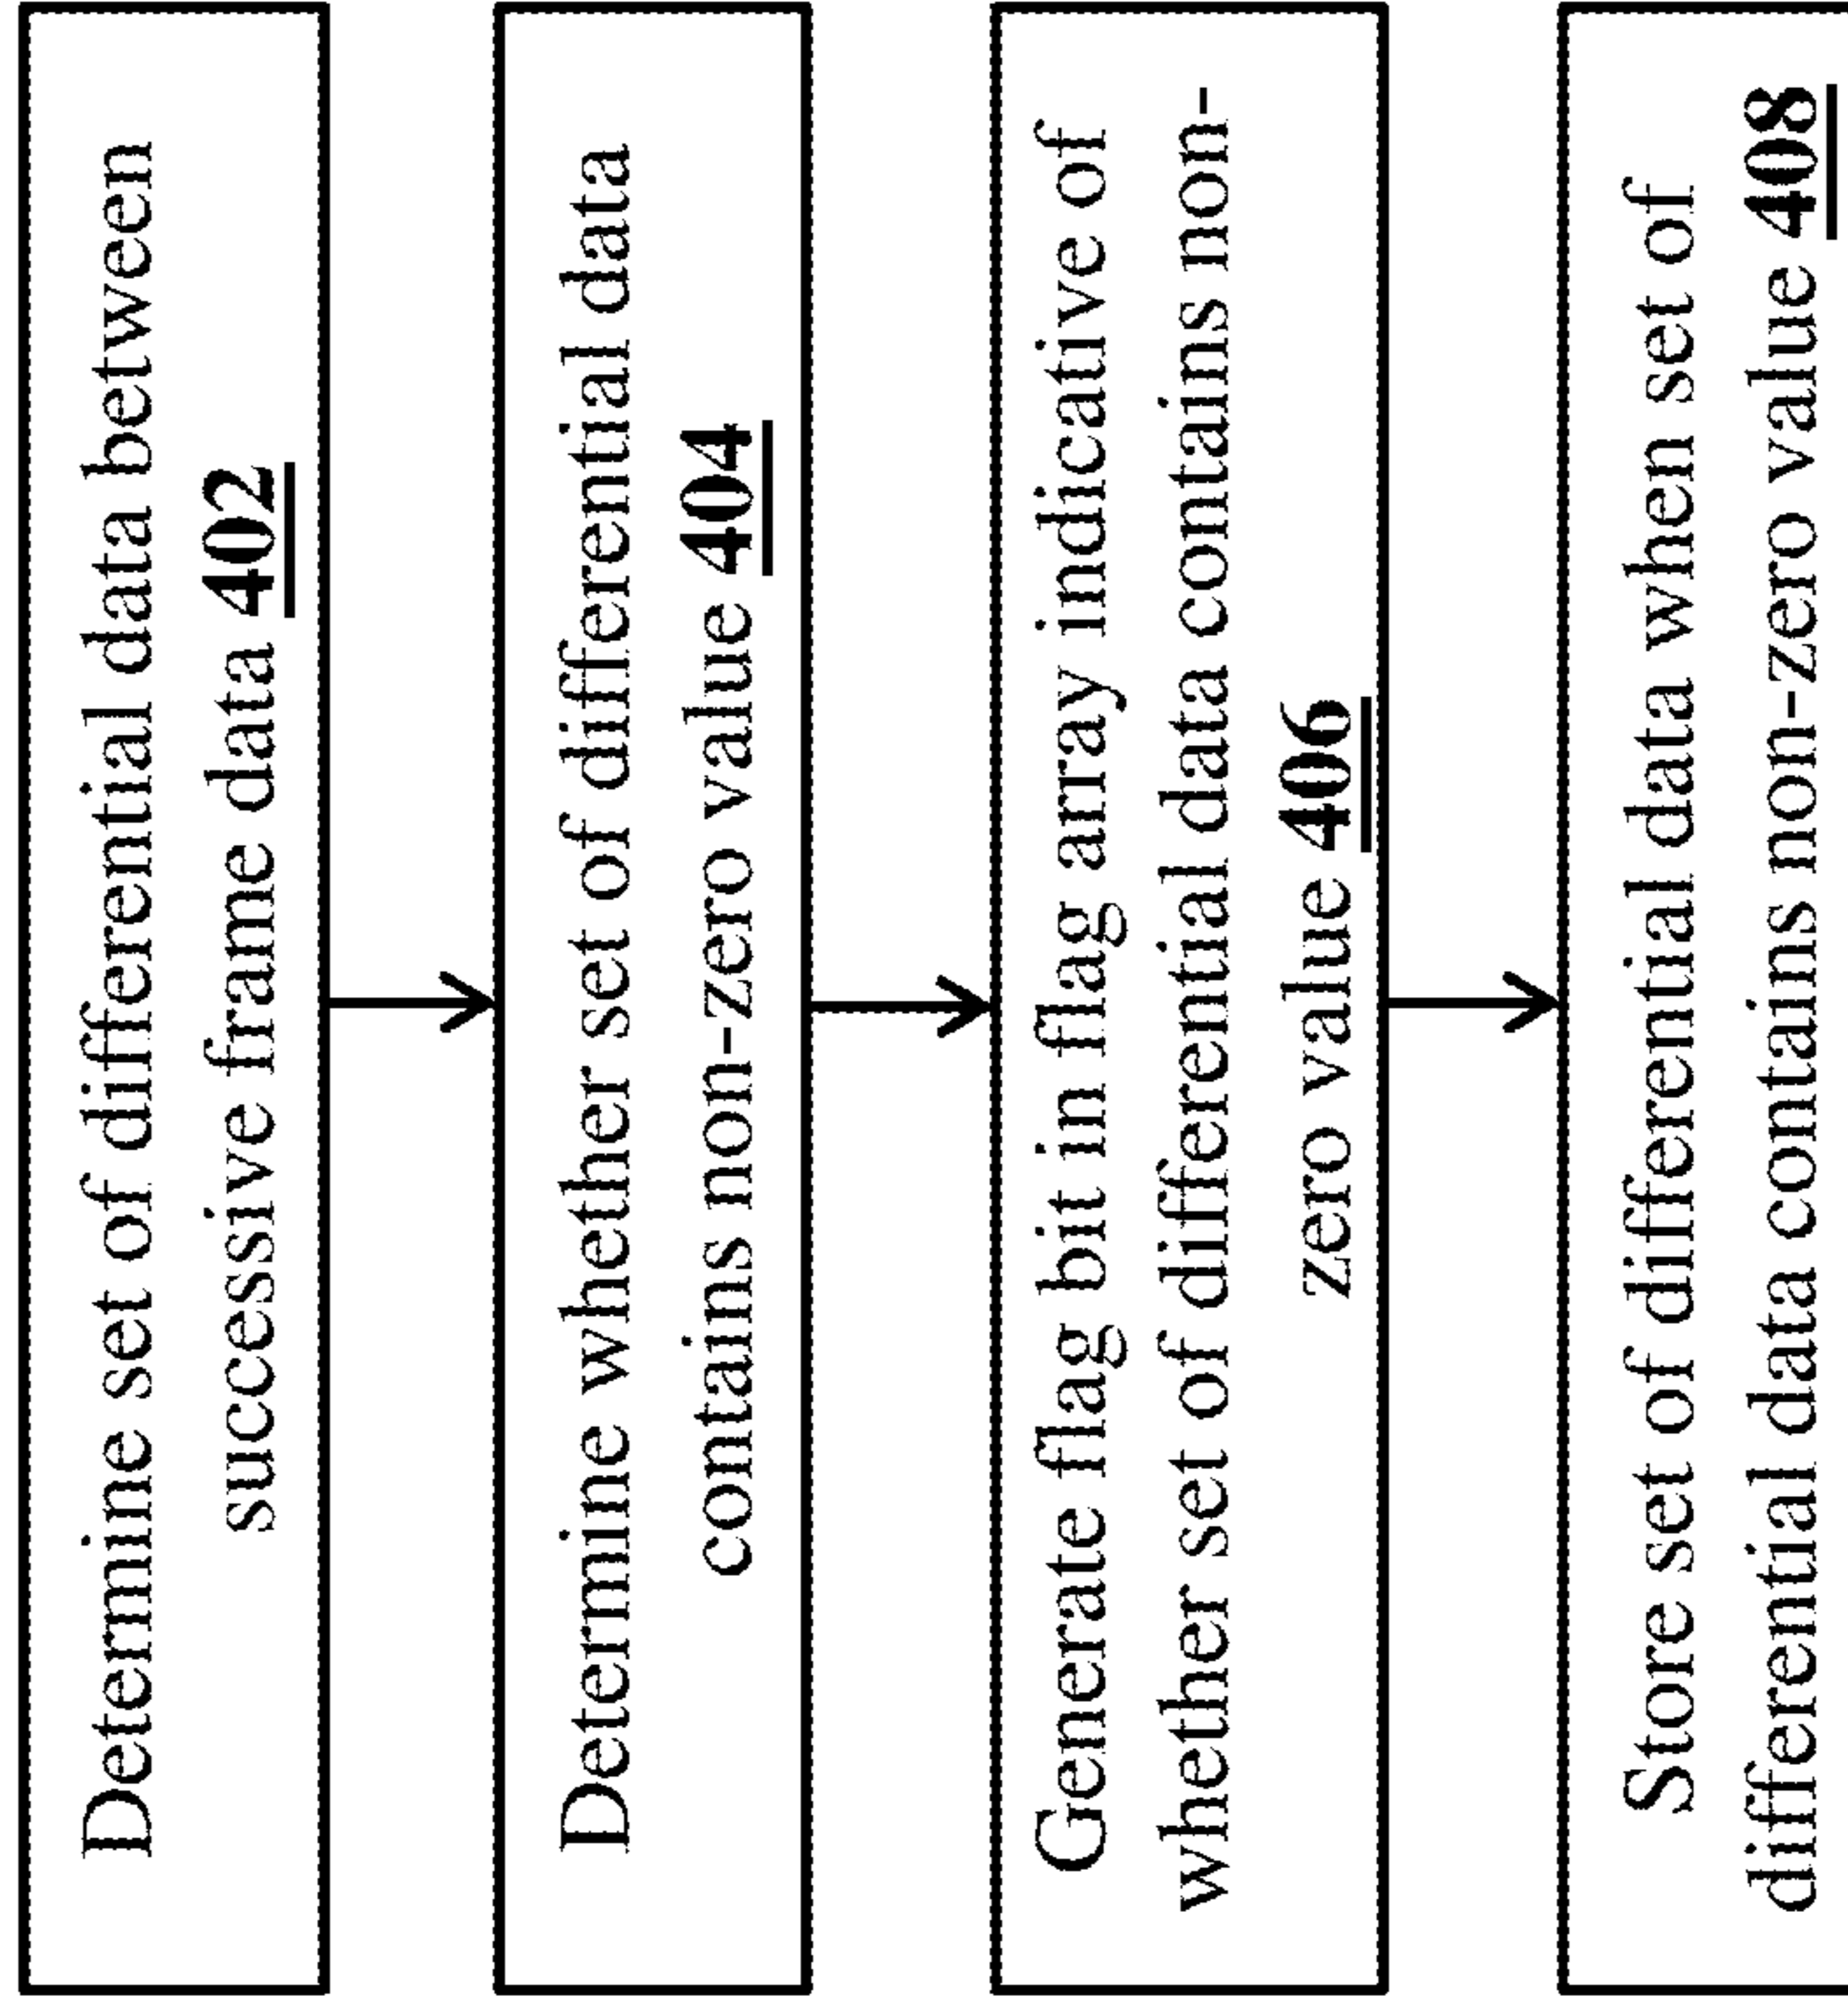 Determine set of differential data between
successive frame data 402
Determine whether set of differential data
contains non-zero value 404
Generate flag bit in flag array indicative of
whether set of differential data contains non-
zero value 406
Store set of differential data when set of
differential data contains non-zero value 408